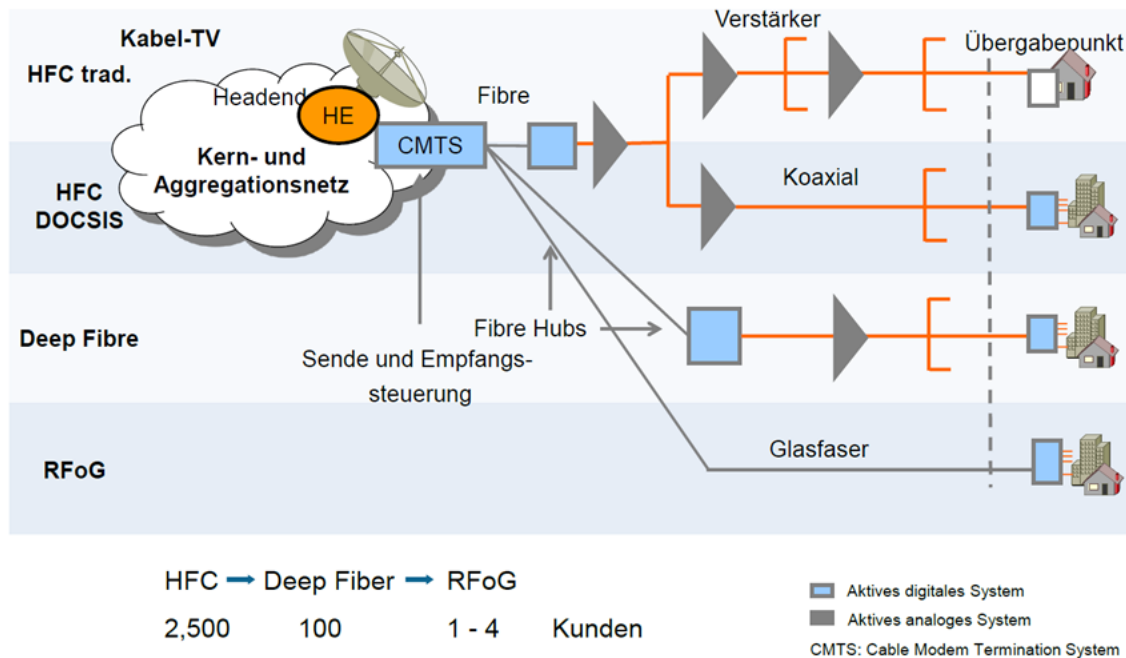 Kabel-TV
HFC trad.
Verstärker
Übergabepunkt
Headend
HE
Fibre
CMTS
Kern- und
Aggregationsnetz
HFC
DOCSIS
Koaxial
Deep Fibre
Fibre Hubs
Sende und Empfangs-
steuerung
RFoG
Glasfaser
HFC Deep Fiber RFoG
2,500 100 1 - 4 Kunden
Aktives digitales System
Aktives analoges System
CMTS: Cable Modem Termination System